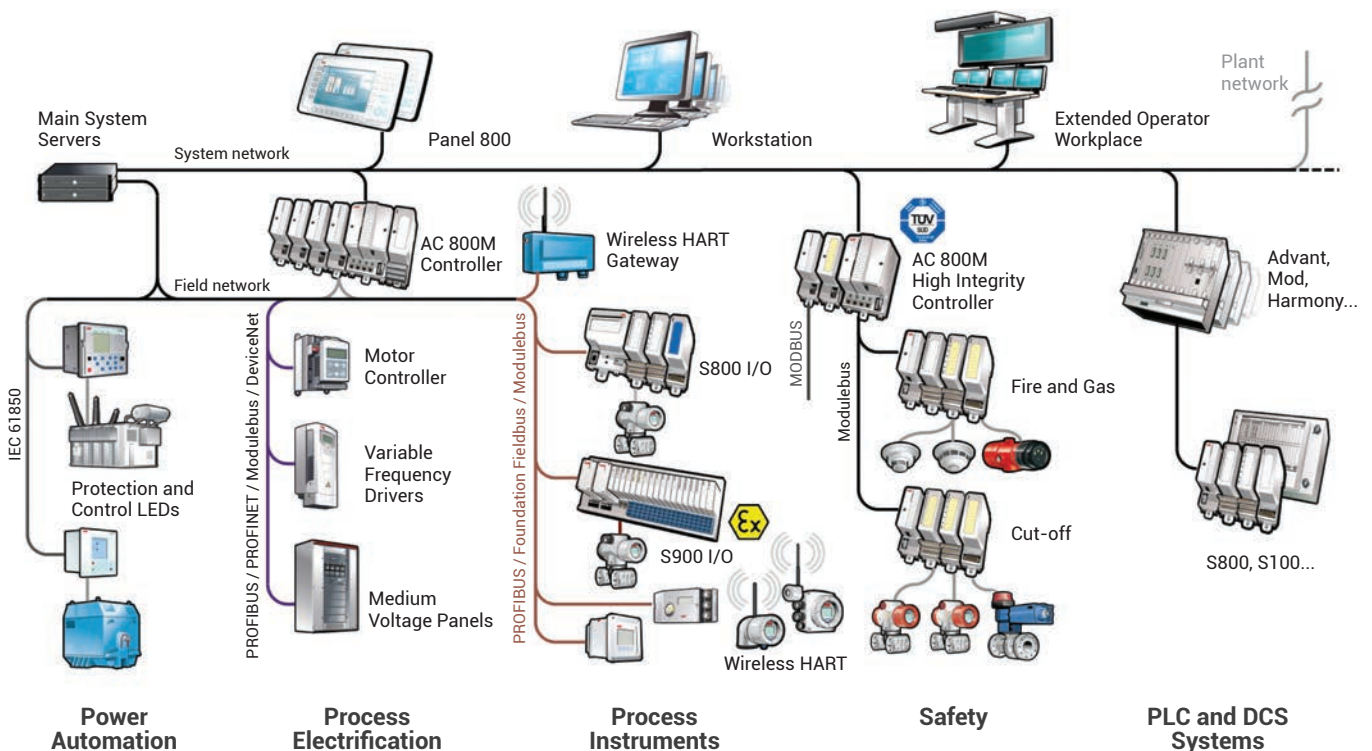 Plant
network
Main System
Servers
Panel 800
Workstation
Extended Operator
Workplace
System network
AC 800M
Controller
Wireless HART
Gateway
TÜV
SÜD
AC 800M
High Integrity
Controller
Advant,
Mod,
Harmony...
Field network
IEC 61850
PROFIBUS / PROFINET / Modulebus / DeviceNet
PROFIBUS / Foundation Fieldbus / Modulebus
MODBUS
Modulebus
Motor
Controller
S800 I/O
Fire and Gas
Protection and
Control LEDs
Variable
Frequency
Drivers
Ex
S900 I/O
Cut-off
S800, S100...
Medium
Voltage Panels
Wireless HART
Power
Automation
Process
Electrification
Process
Instruments
Safety
PLC and DCS
Systems